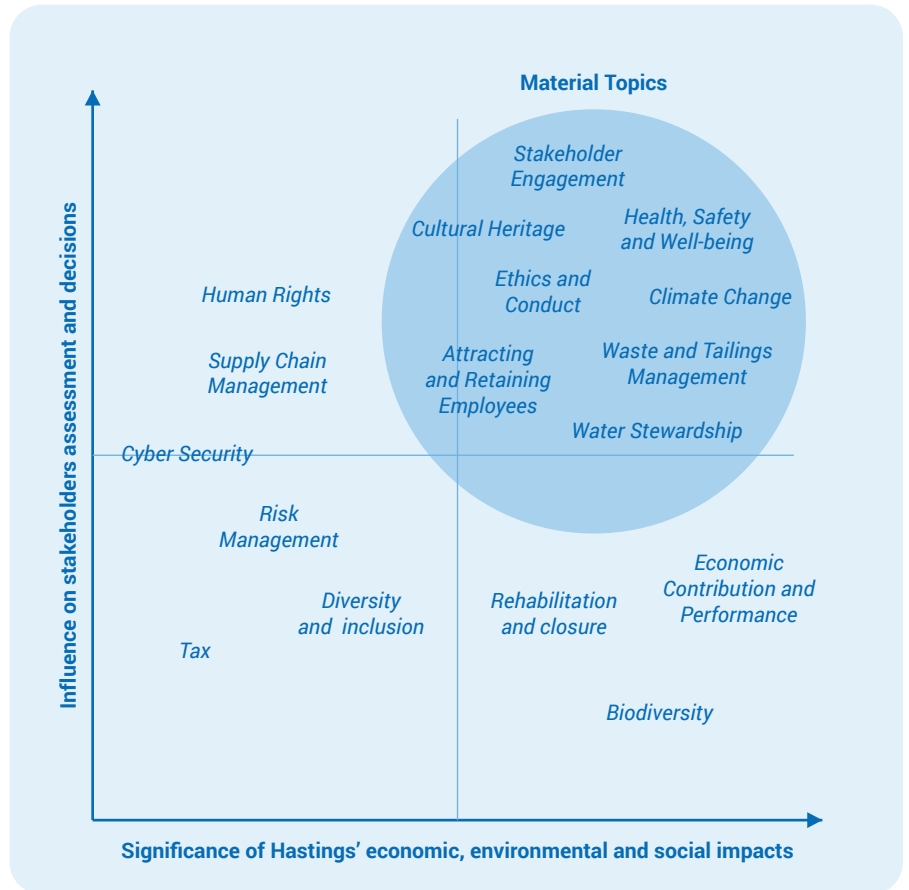 Material Topics
Influence on stakeholders assessment and decisions
Stakeholder
Engagement
Cultural Heritage
Health, Safety
and Well-being
Human Rights
Ethics and
Conduct
Climate Change
Supply Chain
Management
Attracting
and Retaining
Employees
Waste and Tailings
Management
Water Stewardship
Cyber Security
Risk
Management
Economic
Contribution and
Performance
Diversity
and inclusion
Rehabilitation
and closure
Tax
Biodiversity
Significance of Hastings’ economic, environmental and social impacts